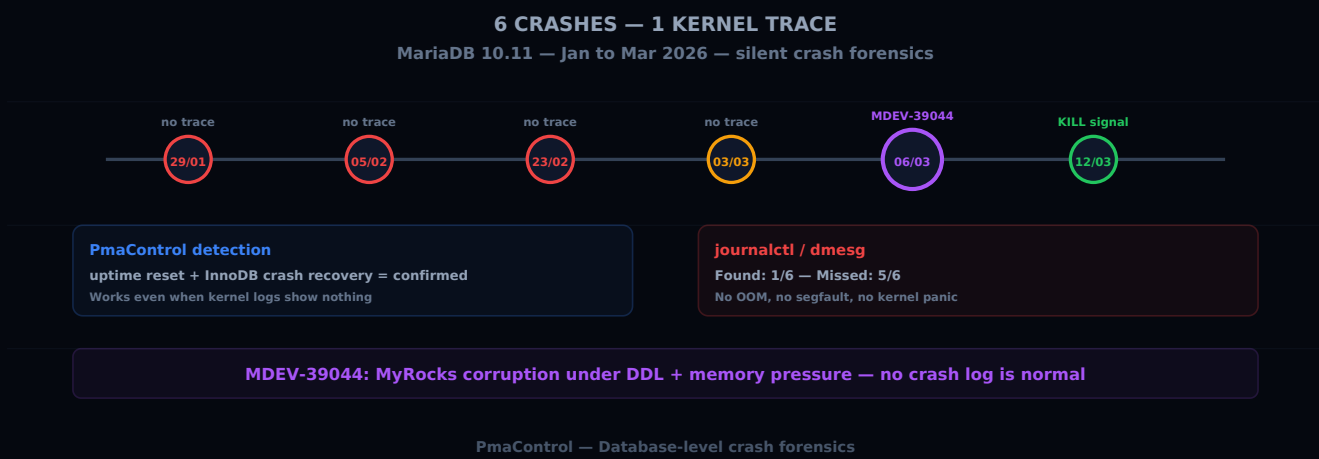 6 CRASHES — 1 KERNEL TRACE
MariaDB 10.11 — Jan to Mar 2026 — silent crash forensics
no trace
no trace
no trace
no trace
MDEV-39044
KILL signal
29/01
05/02
23/02
03/03
06/03
12/03
PmaControl detection
uptime reset + InnoDB crash recovery = confirmed
Works even when kernel logs show nothing
journalctl / dmesg
Found: 1/6 — Missed: 5/6
No OOM, no segfault, no kernel panic
MDEV-39044: MyRocks corruption under DDL + memory pressure — no crash log is normal
PmaControl — Database-level crash forensics